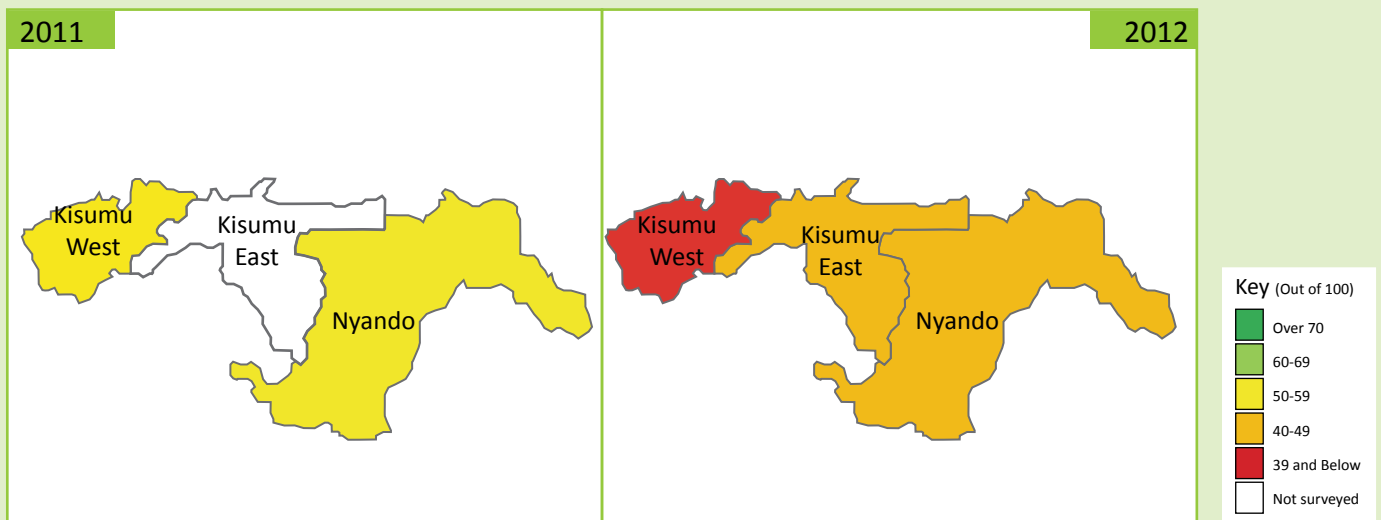 2011
2012
Kisumu
West
Kisumu
East
Nyando
Kisumu
West
Kisumu
East
Nyando
Key (Out of 100)
Over 70
60-69
50-59
40-49
39 and Below
Not surveyed